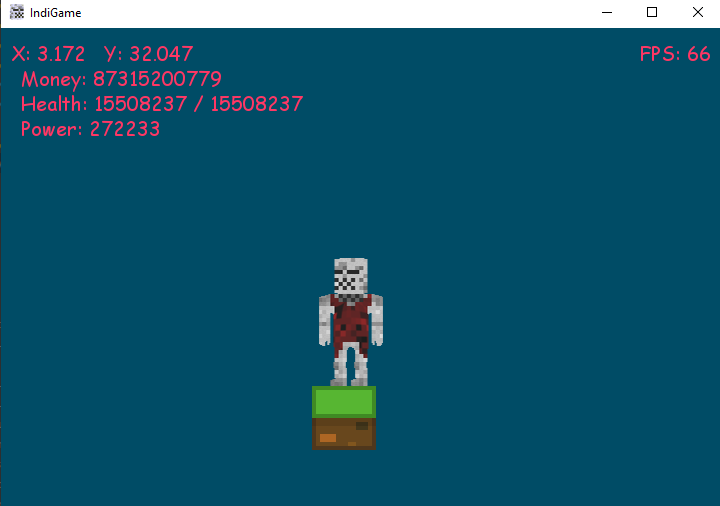 IndiGame
X: 3.172 Y: 32.047 FPS: 66
Money: 87315200779
Health: 15508237 / 15508237
Power: 272233